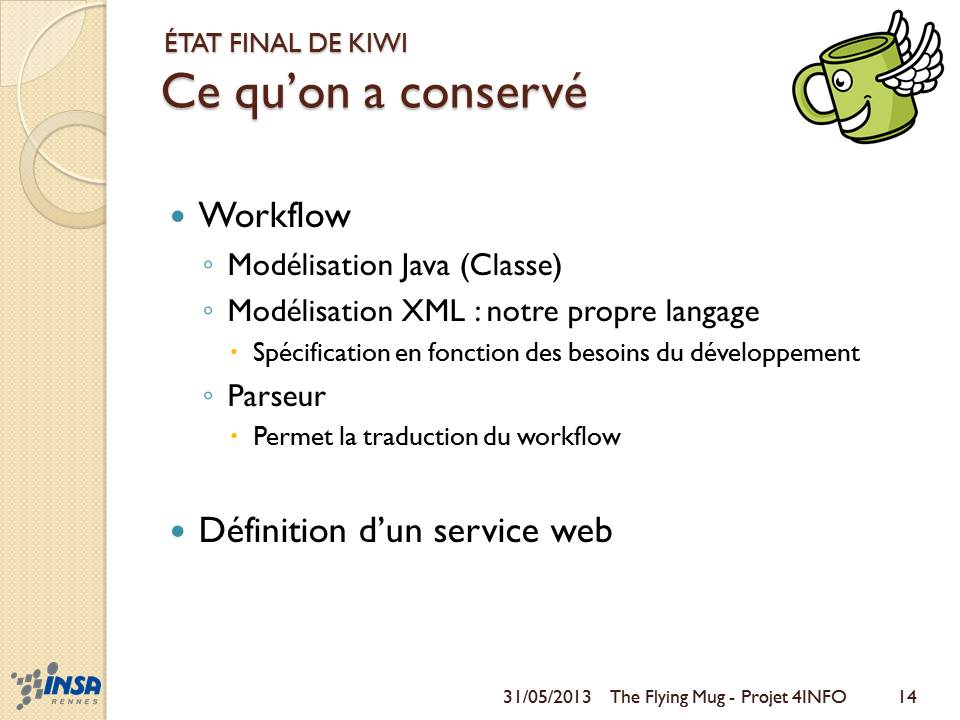 ÉTAT FINAL DE KIWI
Ce qu’on a conservé
Workflow
Modélisation Java (Classe)
Modélisation XML : notre propre langage
Spécification en fonction des besoins du développement
Parseur
Permet la traduction du workflow
Définition d’un service web
INSA
RENNES
31/05/2013 The Flying Mug - Projet 4INFO 14